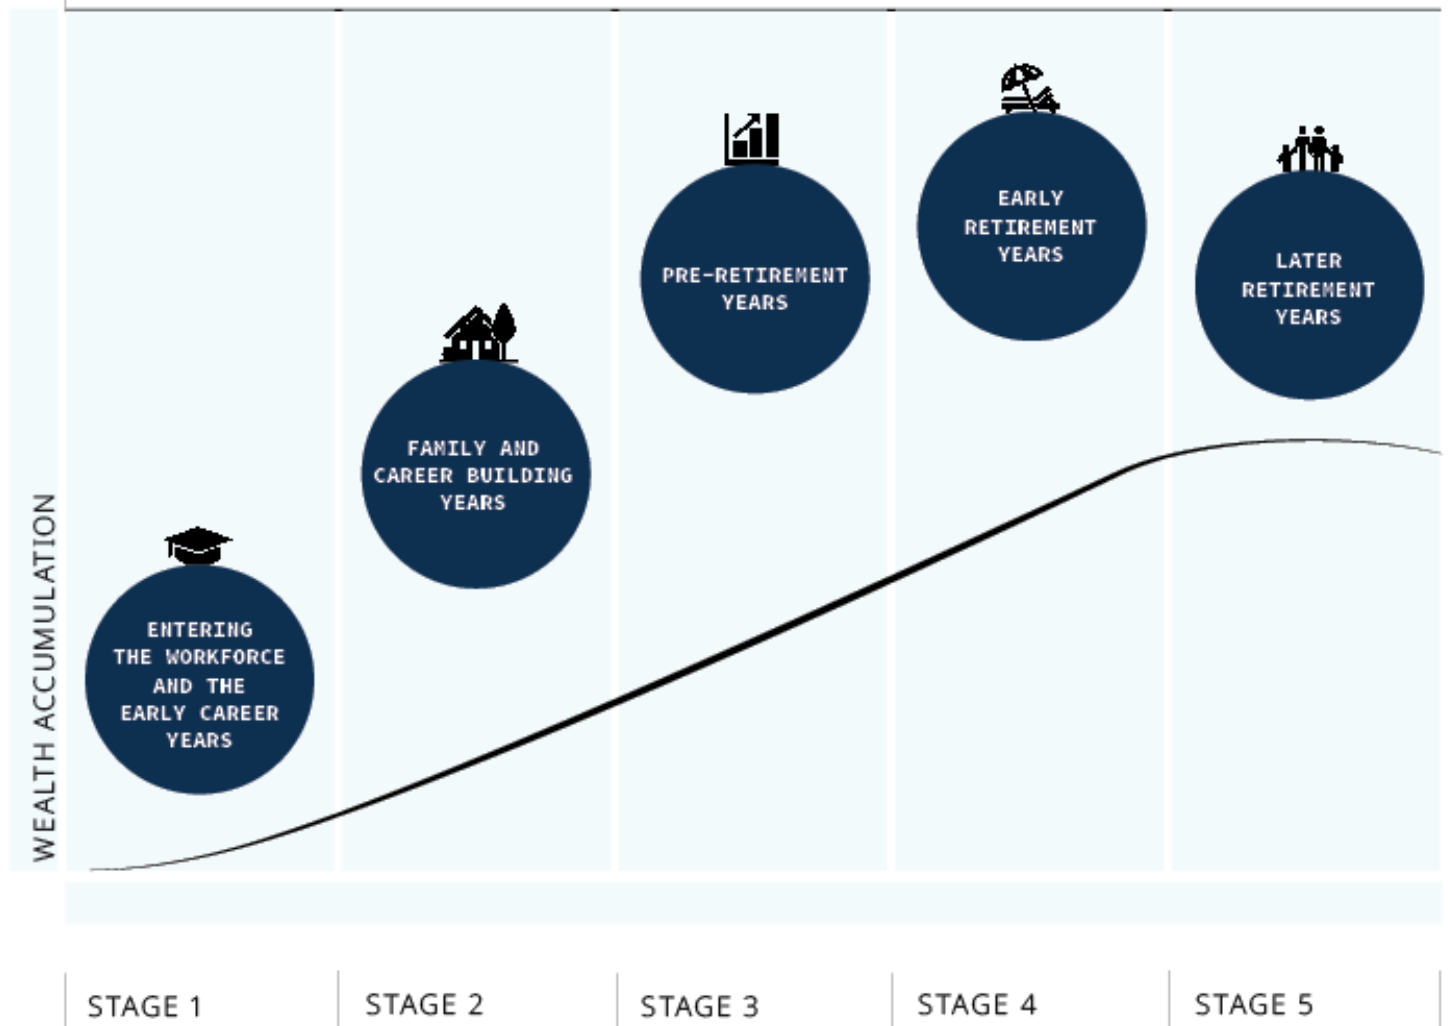 EARLY
RETIREMENT
YEARS
PRE-RETIREMENT
YEARS
LATER
RETIREMENT
YEARS
FAMILY AND
CAREER BUILDING
YEARS
ENTERING
THE WORKFORCE
AND THE
EARLY CAREER
YEARS
WEALTH ACCUMULATION
STAGE 1
STAGE 2
STAGE 3
STAGE 4
STAGE 5